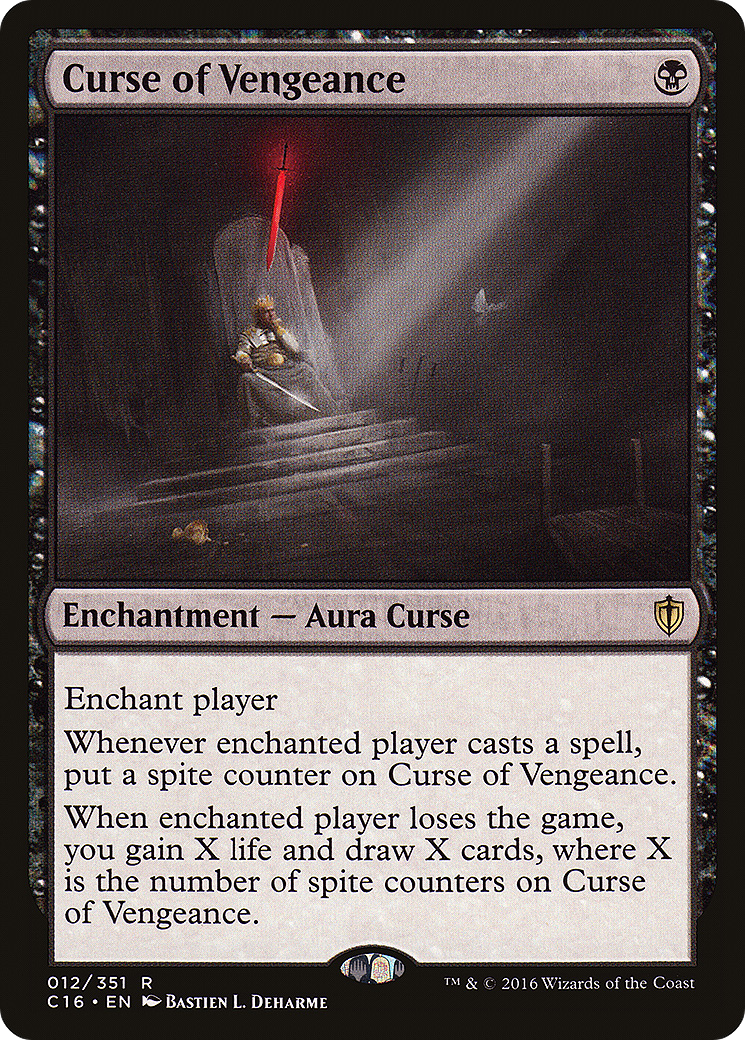 Curse of Vengeance
Enchantment — Aura Curse
Enchant player
Whenever enchanted player casts a spell,
put a spite counter on Curse of Vengeance.
When enchanted player loses the game,
you gain X life and draw X cards, where X
is the number of spite counters on Curse
of Vengeance.
012/351 R
C16 • EN Bastien L. Deharme
™ & © 2016 Wizards of the Coast